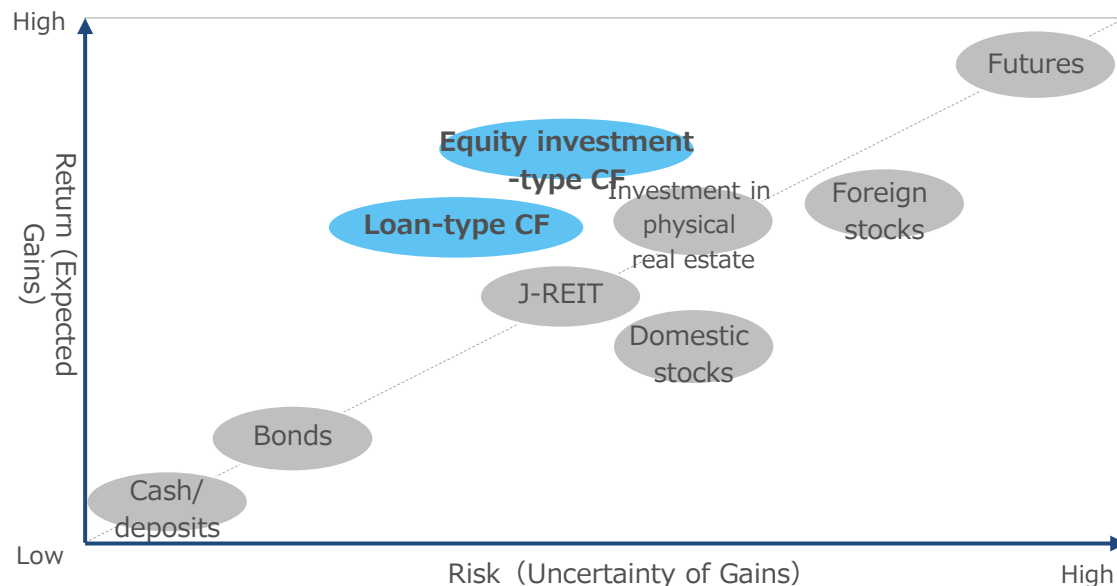 High
Futures
Equity investment
-type CF
Investment in
physical
real estate
Foreign
stocks
Loan-type CF
J-REIT
Domestic
stocks
Bonds
Cash/
deposits
Return (Expected
Gains)
Low
Risk（Uncertainty of Gains）
High